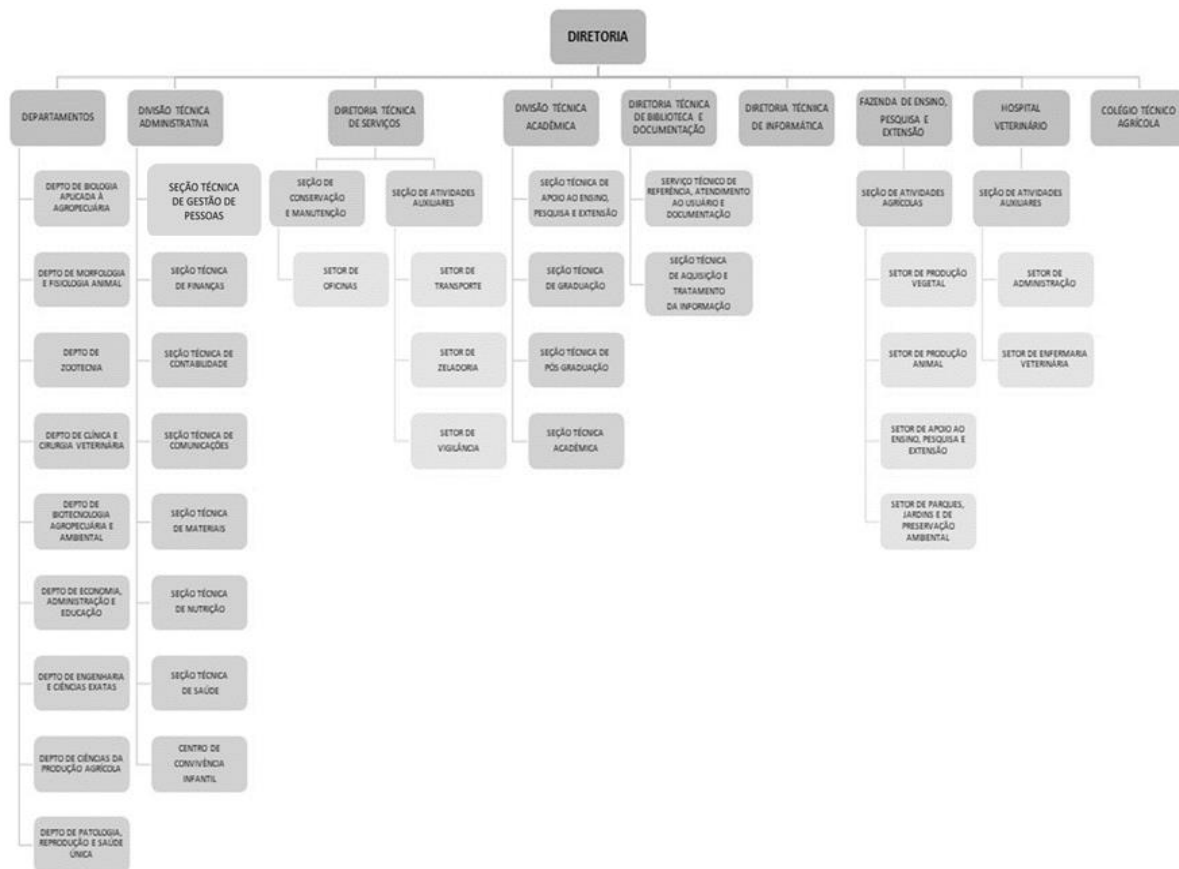 DIRETORIA
DEPARTAMENTOS
DIVISÃO TÉCNICA
ADMINISTRATIVA
DIRETORIA TÉCNICA
DE SERVIÇOS
DIVISÃO TÉCNICA
ACADÊMICA
DIRETORIA TÉCNICA
DE BIBLIOTECA E
DOCUMENTAÇÃO
DIRETORIA TÉCNIICA
DE INFORMÁTICA
FAZENDA DE ENSINO,
PESQUISA E
EXTENSÃO
HOSPITAL
VETERINÁRIO
COLÉGIO TÉCNICO
AGRÍCOLA
DEPTO DE BIOLOGIA
APLICADA À
AGROPECUÁRIA
DEPTO DE MORFOLOGIA
E FISIOLOGIA ANIMAL
DEPTO DE
ZOOTECNIA
DEPTO DE CLÍNICA E
CIRURGIA VETERINÁRIA
DEPTO DE
BIOTECNOLOGIA
AGROPECUÁRIA E
AMBIENTAL
DEPTO DE ECONOMIA,
ADMINISTRAÇÃO E
EDUCAÇÃO
DEPTO DE ENGENHARIA
E CIÊNCIAS EXATAS
DEPTO DE CIÊNCIAS DA
PRODUÇÃO AGRÍCOLA
DEPTO DE PATOLOGIA,
REPRODUÇÃO E SAÚDE
ÚNICA
SEÇÃO TÉCNICA
DE GESTÃO DE
PESSOAS
SEÇÃO TÉCNICA
DE FINANÇAS
SEÇÃO TÉCNICA DE
CONTABILIDADE
SEÇÃO TÉCNICA DE
COMUNICAÇÕES
SEÇÃO TÉCNICA
DE MATERIAIS
SEÇÃO TÉCNICA
DE NUTRIÇÃO
SEÇÃO TÉCNICA
DE SAÚDE
CENTRO DE
CONVIVÊNCIA
INFANTIL
SEÇÃO DE
CONSERVAÇÃO
E MANUTENÇÃO
SETOR DE
OFICINAS
SEÇÃO DE ATIVIDADES
AUXILIARES
SETOR DE
TRANSPORTE
SETOR DE
ZELADORIA
SETOR DE
VIGILÂNCIA
SEÇÃO TÉCNICA DE
APOIO AO ENSINO,
PESQUISA E EXTENSÃO
SEÇÃO TÉCNICA
DE GRADUAÇÃO
SEÇÃO TÉCNICA DE
PÓS GRADUAÇÃO
SEÇÃO TÉCNICA
ACADÊMICA
SERVIÇO TÉCNICO DE
REFERÊNCIA, ATENDIMENTO
AO USUÁRIO E
DOCUMENTAÇÃO
SEÇÃO TÉCNICA
DE AQUISIÇÃO E
TRATAMENTO
DA INFORMAÇÃO
SEÇÃO DE ATIVIDADES
AGRÍCOLAS
SETOR DE PRODUÇÃO
VEGETAL
SETOR DE PRODUÇÃO
ANIMAL
SETOR DE APOIO AO
ENSINO, PESQUISA E
EXTENSÃO
SETOR DE PARQUES,
JARDINS E DE
PRESERVAÇÃO
AMBIENTAL
SEÇÃO DE ATIVIDADES
AUXILIARES
SETOR DE
ADMINISTRAÇÃO
SETOR DE ENFERMARIA
VETERINÁRIA